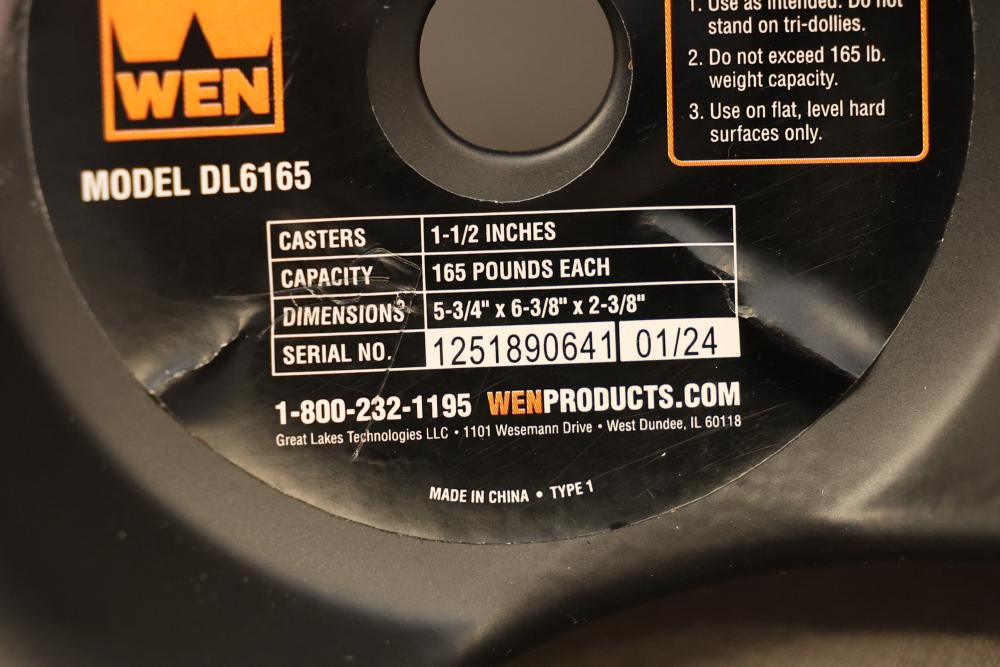 WEN
MODEL DL6165
1. Use as intended. Do not
stand on tri-dollies.
2. Do not exceed 165 lb.
weight capacity.
3. Use on flat, level hard
surfaces only.
CASTERS 1-1/2 INCHES
CAPACITY 165 POUNDS EACH
DIMENSIONS 5-3/4" x 6-3/8" x 2-3/8"
SERIAL NO. 1251890641 01/24
1-800-232-1195 WENPRODUCTS.COM
Great Lakes Technologies LLC • 1101 Wesemann Drive • West Dundee, IL 60118
MADE IN CHINA • TYPE 1